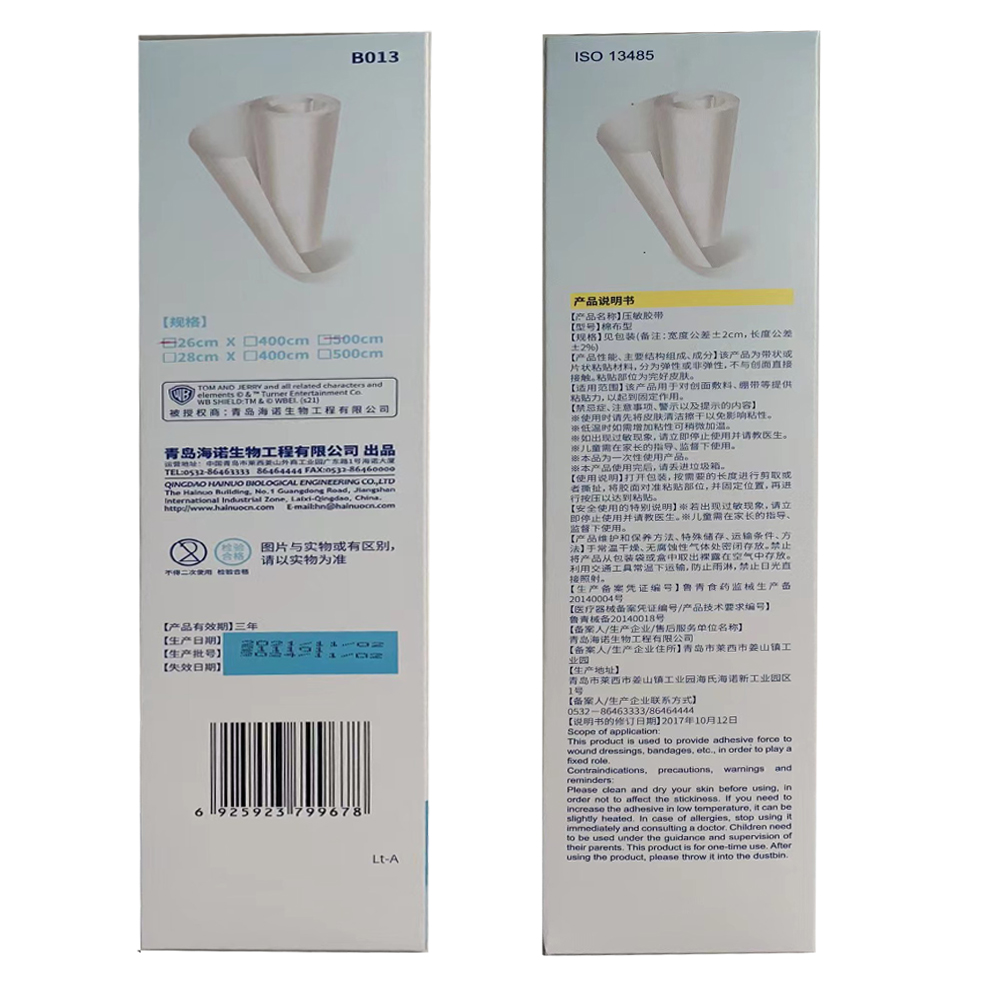 B013
【规格】
☐26cm X ☐400cm ☐500cm
☐28cm X ☐400cm ☐500cm
WB
TOM AND JERRY and all related characters and
elements © & ™ Turner Entertainment Co.
WB SHIELD:TM & © WBEI. (s21)
被授权商：青岛海诺生物工程有限公司
青岛海诺生物工程有限公司 出品
运营地址：中国青岛市莱西姜山外商工业园广东路1号海诺大厦
TEL:0532-86463333 86464444 FAX:0532-86460000
QINGDAO HAINUO BIOLOGICAL ENGINEERING CO.,LTD
The Hainuo Building, No.1 Guangdong Road, Jiangshan
International Industrial Zone, Laixi-Qingdao, China.
http://www.hainuocn.com E-mail:hn@hainuocn.com
2
检验
合格
不得二次使用 检验合格
图片与实物或有区别，
请以实物为准
【产品有效期】三年
【生产日期】
【生产批号】
【失效日期】
6 925923 799678
Lt-A
ISO 13485
产品说明书
【产品名称】压敏胶带
【型号】棉布型
【规格】见包装(备注：宽度公差±2cm，长度公差
±2%)
【产品性能、主要结构组成、成分】该产品为带状或
片状粘贴材料，分为弹性或非弹性，不与创面直接
接触。粘贴部位为完好皮肤。
【适用范围】该产品用于对创面敷料、绷带等提供
粘贴力，以起到固定作用。
【禁忌症、注意事项、警示以及提示的内容】
※使用时请先将皮肤清洁擦干以免影响粘性。
※低温时如需增加粘性可稍微加温。
※如出现过敏现象，请立即停止使用并请教医生。
※儿童需在家长的指导、监督下使用。
※本品为一次性使用产品。
※本产品使用完后，请丢进垃圾箱。
【使用说明】打开包装，按需要的长度进行剪取或
者撕扯，将胶面对准粘贴部位，并固定位置，再进
行按压以达到粘贴。
【安全使用的特别说明】※若出现过敏现象，请立
即停止使用并请教医生。※儿童需在家长的指导、
监督下使用。
【产品维护和保养方法、特殊储存、运输条件、方
法】于常温干燥、无腐蚀性气体处密闭存放。禁止
将产品从包装袋或盒中取出裸露在空气中存放。
利用交通工具常温下运输，防止雨淋，禁止日光直
接照射。
【生产备案凭证编号】鲁青食药监械生产备
20140004号
【医疗器械备案凭证编号/产品技术要求编号】
鲁青械备20140018号
【备案人/生产企业/售后服务单位名称】
青岛海诺生物工程有限公司
【备案人/生产企业住所】青岛市莱西市姜山镇工
业园
【生产地址】
青岛市莱西市姜山镇工业园海氏海诺新工业园区
1号
【备案人/生产企业联系方式】
0532－86463333/86464444
【说明书的修订日期】2017年10月12日
Scope of application:
This product is used to provide adhesive force to
wound dressings, bandages, etc., in order to play a
fixed role.
Contraindications, precautions, warnings and
reminders:
Please clean and dry your skin before using, in
order not to affect the stickiness. If you need to
increase the adhesive in low temperature, it can be
slightly heated. In case of allergies, stop using it
immediately and consulting a doctor. Children need
to be used under the guidance and supervision of
their parents. This product is for one-time use. After
using the product, please throw it into the dustbin.